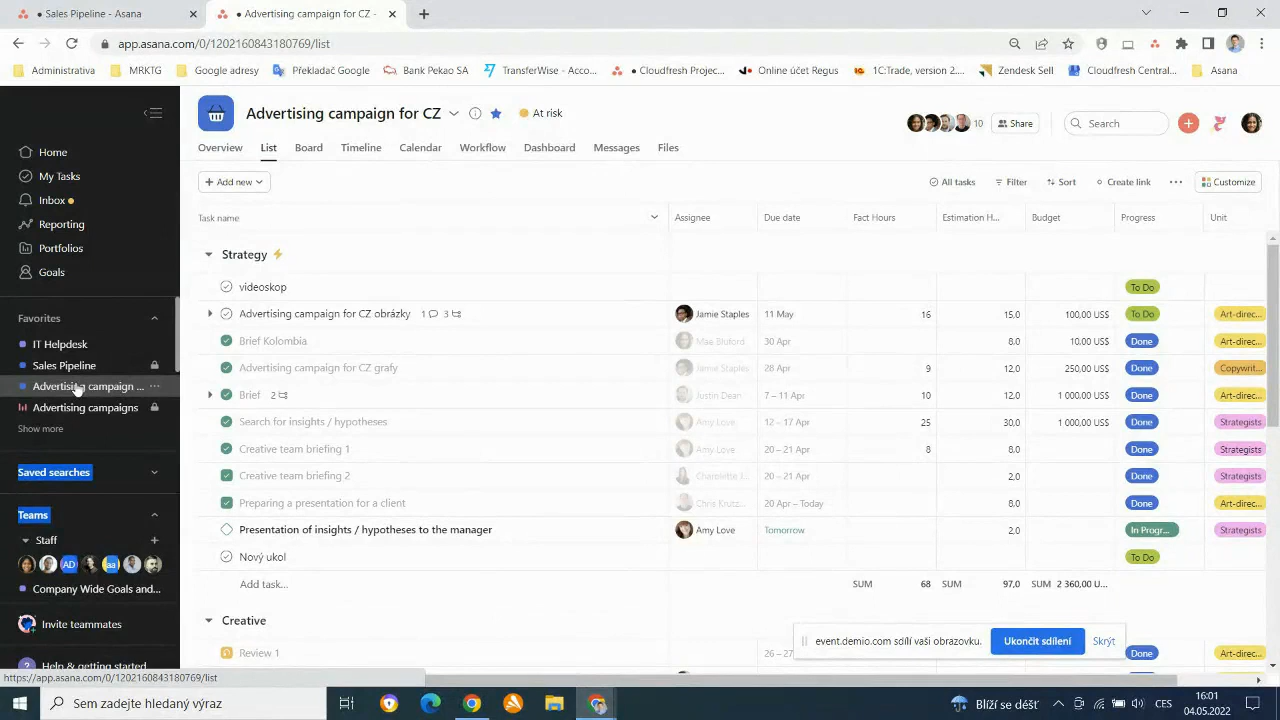 Sales Pipeline - Asana
Advertising campaign for CZ -
app.asana.com/0/1202160843180769/list
Administrativa
MRKTG
Google adresy
Překladač Google
Bank Pekao SA
TransferWise - Acco...
Cloudfresh Projec...
Online účet Regus
1C:Trade, version 2....
Zendesk Sell
Cloudfresh Central...
Asana
Advertising campaign for CZ
At risk
10
Share
Search
Overview
List
Board
Timeline
Calendar
Workflow
Dashboard
Messages
Files
Add new
All tasks
Filter
Sort
Create link
Customize
Home
My Tasks
Inbox
Reporting
Portfolios
Goals
Favorites
IT Helpdesk
Sales Pipeline
Advertising campaign ...
Advertising campaigns
Show more
Saved searches
Teams
Staff
AD
aa
Company Wide Goals and...
Invite teammates
Help & getting started
Task name Assignee Due date Fact Hours Estimation H... Budget Progress Unit
Strategy
videoskop To Do
Advertising campaign for CZ obrázky 1 3 Jamie Staples 11 May 16 15,0 100,00 US$ To Do Art-direc...
Brief Kolombia Mae Bluford 30 Apr 8,0 10,00 US$ Done Art-direc...
Advertising campaign for CZ grafy Jamie Staples 28 Apr 9 12,0 250,00 US$ Done Copywrit...
Brief 2 Justin Dean 7 – 11 Apr 10 12,0 1 000,00 US$ Done Art-direc...
Search for insights / hypotheses Amy Love 12 – 17 Apr 25 30,0 1 000,00 US$ Done Strategists
Creative team briefing 1 Amy Love 20 – 21 Apr 8 8,0 Done Strategists
Creative team briefing 2 Charolette J... 20 – 21 Apr 2,0 Done Strategists
Preparing a presentation for a client Chris Krutz... 20 Apr – Today 8,0 Done Art-direc...
Presentation of insights / hypotheses to the manager Amy Love Tomorrow 2,0 In Progr... Strategists
Nový ukol To Do
Add task... SUM 68 SUM 97,0 SUM 2 360,00 U...
Creative
Review 1 26 – 27 Done Art-direc...
event.demio.com sdílí vaši obrazovku.
Ukončit sdílení
Skrýt
https://app.asana.com/0/1202160843180769/list
Sem zadejte hledaný výraz
Blíží se déšť
CES
16:01
04.05.2022